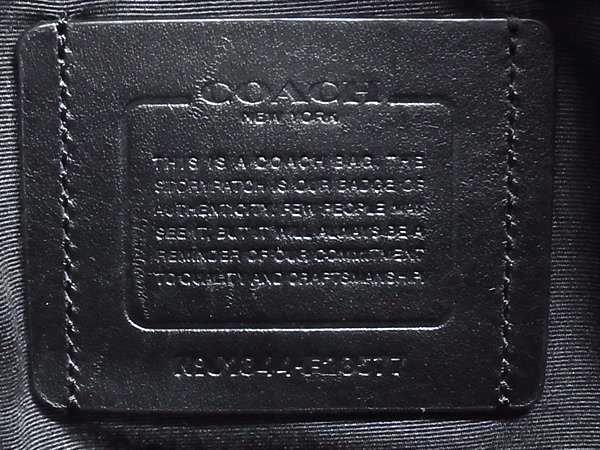 COACH
NEW YORK
THIS IS A COACH BAG. THE
STORYPATCH IS OUR BADGE OF
AUTHENTICITY. FEW PEOPLE MAY
SEE IT, BUT IT WILL ALWAYS BE A
REMINDER OF OUR COMMITMENT
TO QUALITY AND CRAFTSMANSHIP.